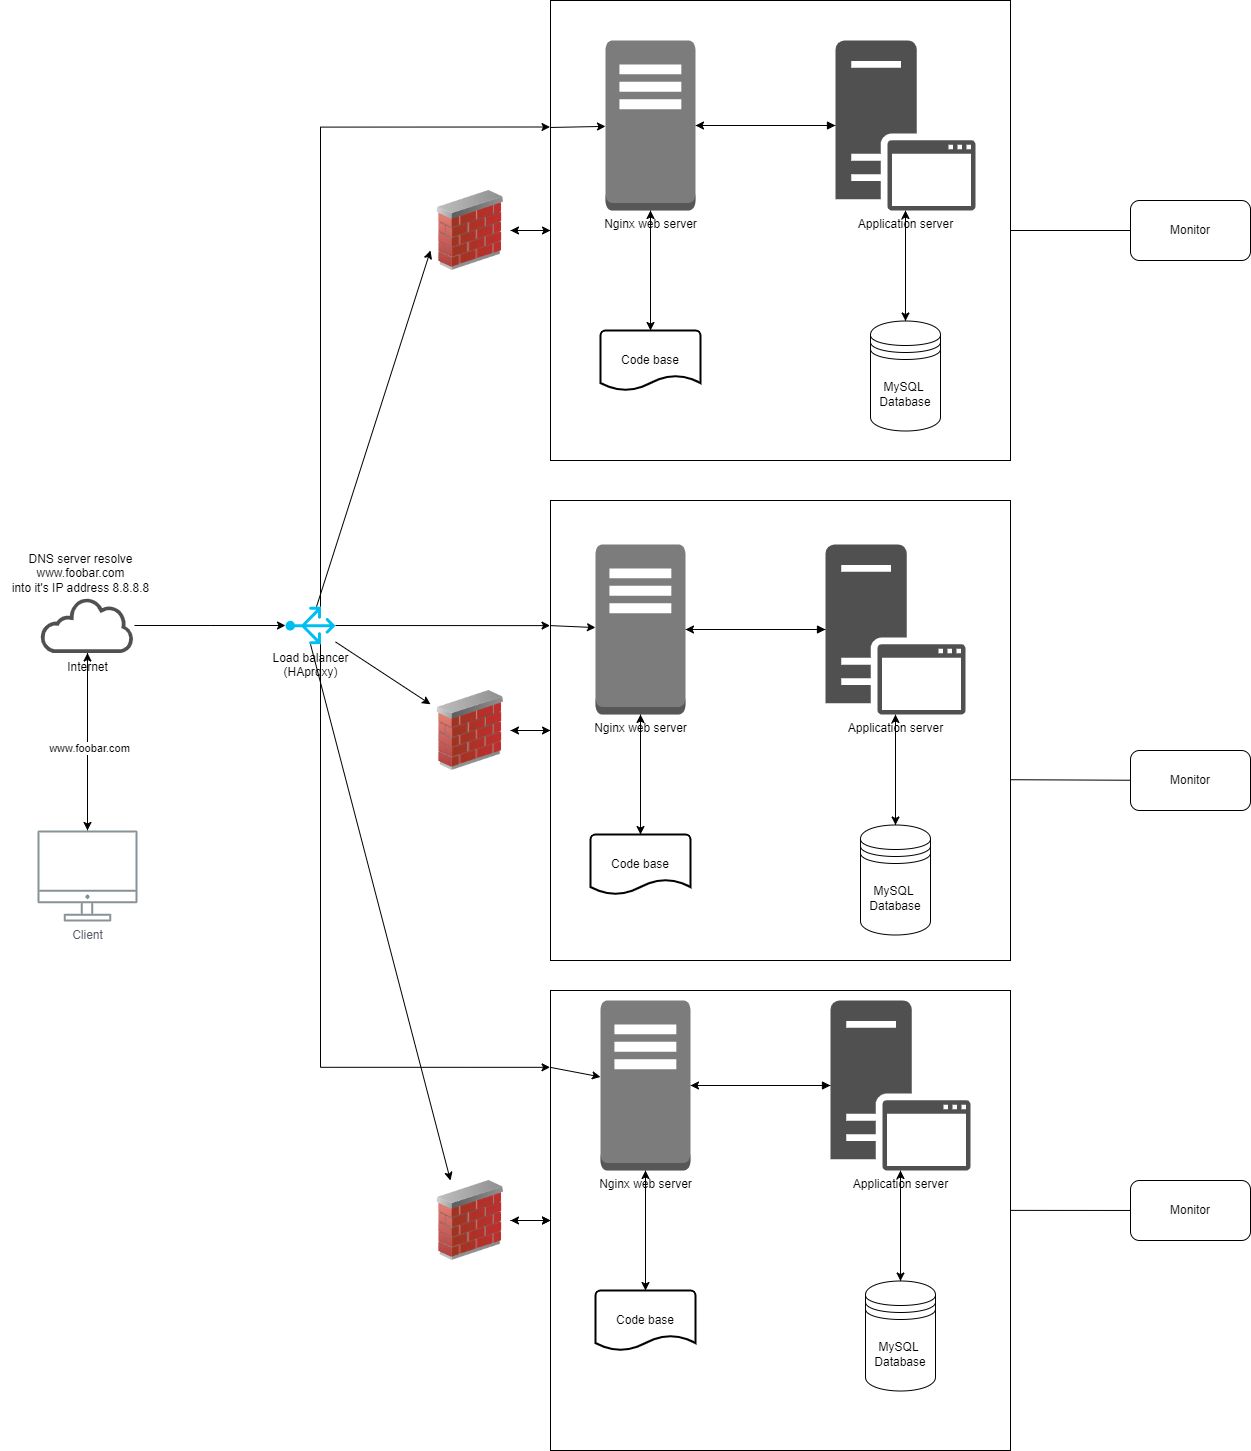 Nginx web server
Application server
Monitor
Code base
MySQL
Database
DNS server resolve
www.foobar.com
into it's IP address 8.8.8.8
Internet
Load balancer
(HAproxy)
www.foobar.com
Client
Nginx web server
Application server
Monitor
Code base
MySQL
Database
Nginx web server
Application server
Monitor
Code base
MySQL
Database